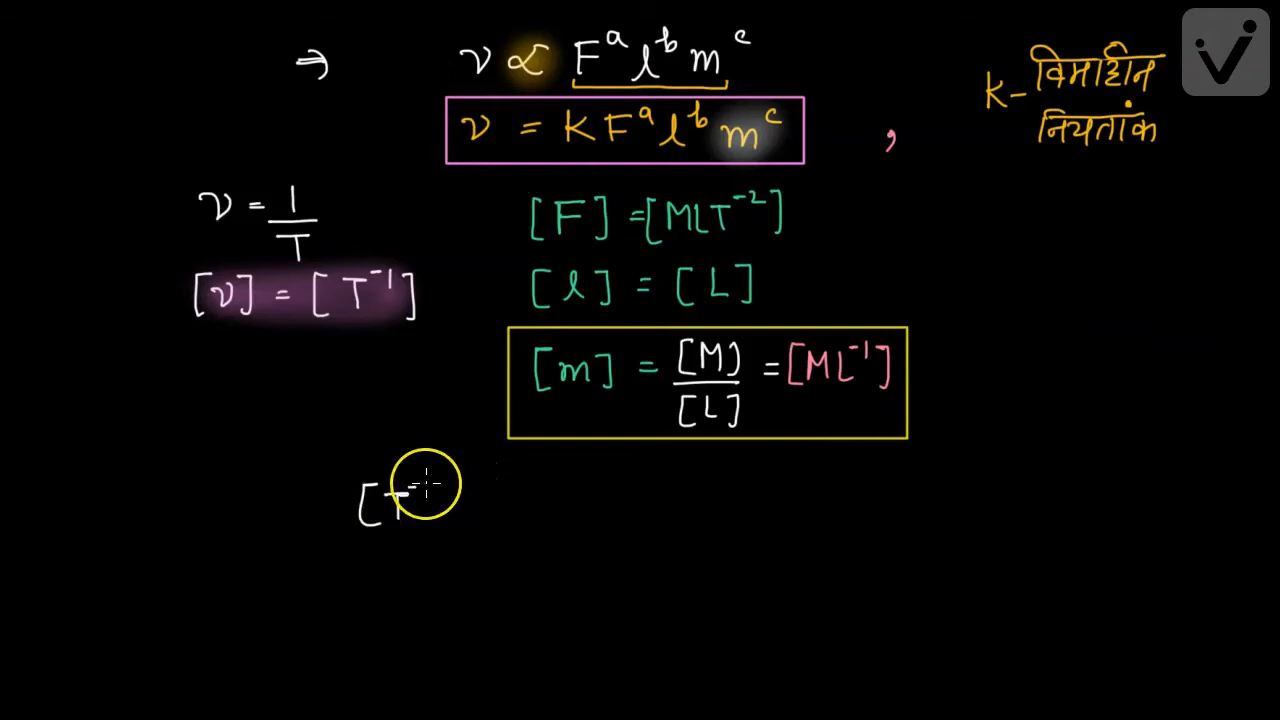 ⇒ ν ∝ F^a l^b m^c
ν = K F^a l^b m^c , K - विमाहीन
नियतांक
ν = 1/T
[F] = [MLT^-2]
[ν] = [T^-1]
[l] = [L]
[m] = [M]/[L] = [ML^-1]
[T^-